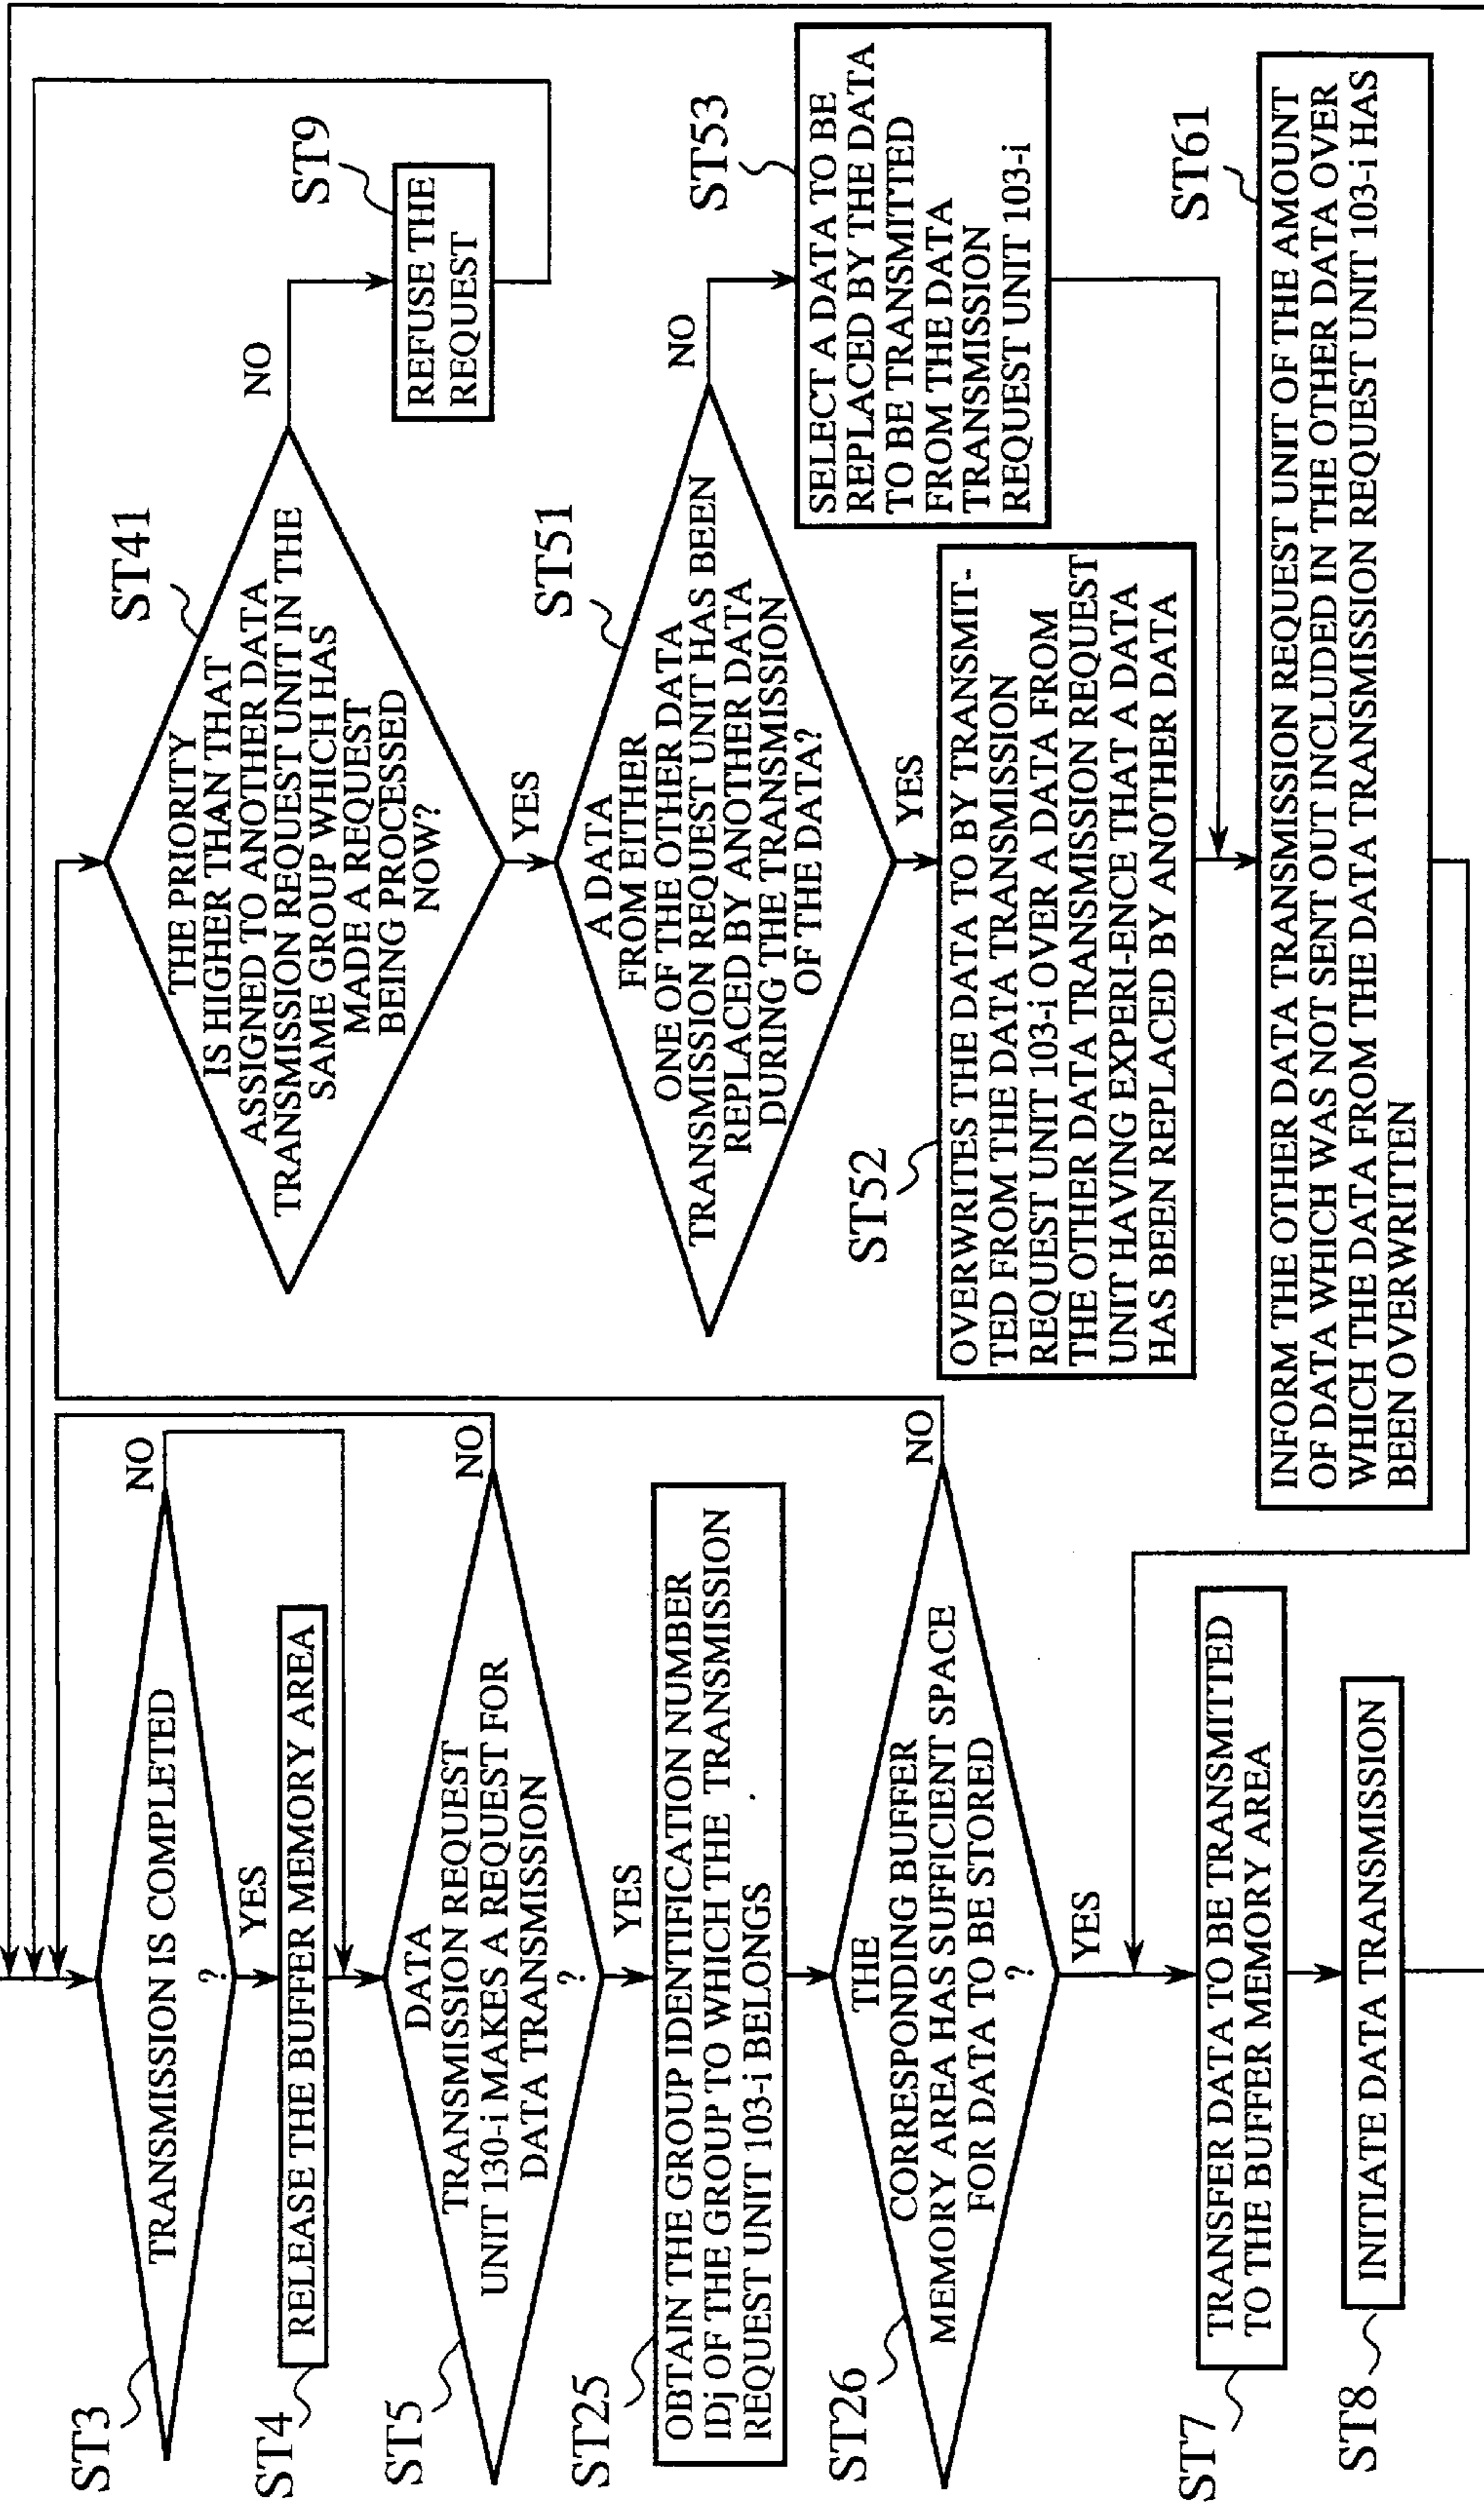 ST3
TRANSMISSION IS COMPLETED
?
NO
YES
ST4
RELEASE THE BUFFER MEMORY AREA
ST5
DATA
TRANSMISSION REQUEST
UNIT 130-i MAKES A REQUEST FOR
DATA TRANSMISSION
?
NO
YES
ST25
OBTAIN THE GROUP IDENTIFICATION NUMBER
IDj OF THE GROUP TO WHICH THE TRANSMISSION
REQUEST UNIT 103-i BELONGS
ST26
THE
CORRESPONDING BUFFER
MEMORY AREA HAS SUFFICIENT SPACE
FOR DATA TO BE STORED
?
NO
YES
ST7
TRANSFER DATA TO BE TRANSMITTED
TO THE BUFFER MEMORY AREA
ST8
INITIATE DATA TRANSMISSION
ST41
THE PRIORITY
IS HIGHER THAN THAT
ASSIGNED TO ANOTHER DATA
TRANSMISSION REQUEST UNIT IN THE
SAME GROUP WHICH HAS
MADE A REQUEST
BEING PROCESSED
NOW?
NO
YES
ST9
REFUSE THE
REQUEST
ST51
A DATA
FROM EITHER
ONE OF THE OTHER DATA
TRANSMISSION REQUEST UNIT HAS BEEN
REPLACED BY ANOTHER DATA
DURING THE TRANSMISSION
OF THE DATA?
NO
YES
ST53
SELECT A DATA TO BE
REPLACED BY THE DATA
TO BE TRANSMITTED
FROM THE DATA
TRANSMISSION
REQUEST UNIT 103-i
ST52
OVERWRITES THE DATA TO BY TRANSMIT-
TED FROM THE DATA TRANSMISSION
REQUEST UNIT 103-i OVER A DATA FROM
THE OTHER DATA TRANSMISSION REQUEST
UNIT HAVING EXPERI-ENCE THAT A DATA
HAS BEEN REPLACED BY ANOTHER DATA
ST61
INFORM THE OTHER DATA TRANSMISSION REQUEST UNIT OF THE AMOUNT
OF DATA WHICH WAS NOT SENT OUT INCLUDED IN THE OTHER DATA OVER
WHICH THE DATA FROM THE DATA TRANSMISSION REQUEST UNIT 103-i HAS
BEEN OVERWRITTEN